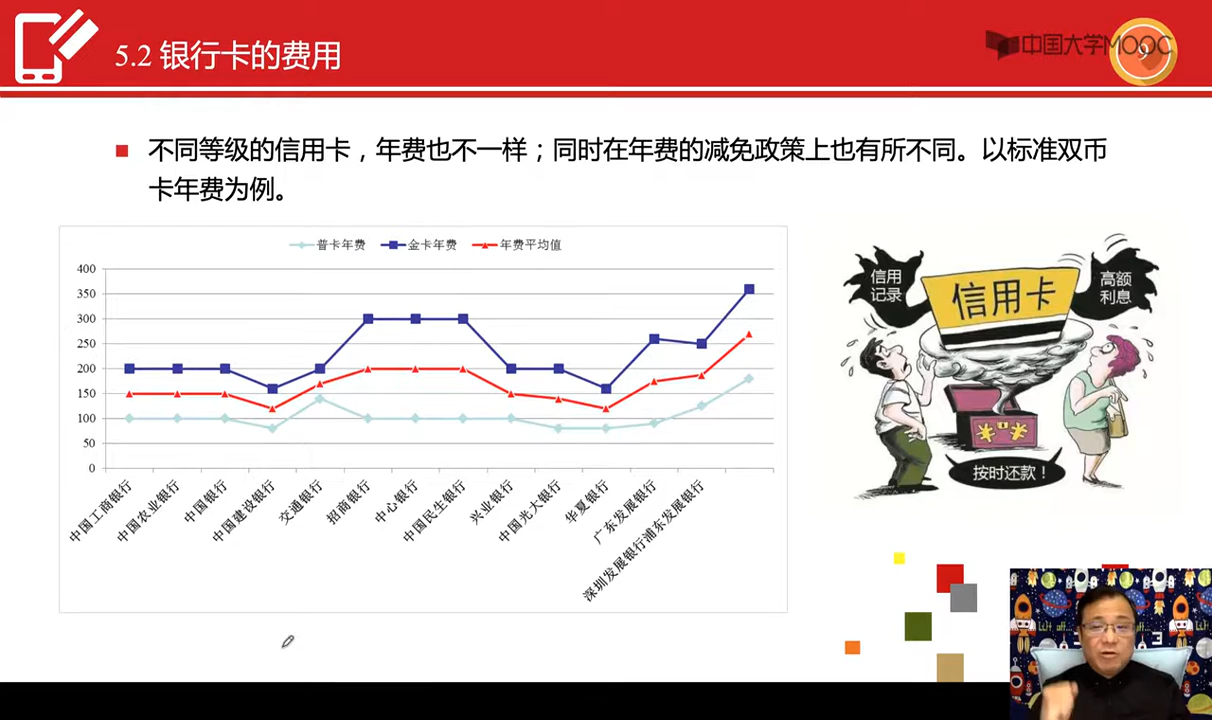 5.2 银行卡的费用
中国大学MOOC
9
不同等级的信用卡，年费也不一样；同时在年费的减免政策上也有所不同。以标准双币
卡年费为例。
普卡年费 金卡年费 年费平均值
400
350
300
250
200
150
100
50
0
中国工商银行
中国农业银行
中国银行
中国建设银行
交通银行
招商银行
中心银行
中国民生银行
兴业银行
中国光大银行
华夏银行
广东发展银行
深圳发展银行浦东发展银行
信用
记录
信用卡
高额
利息
按时还款！